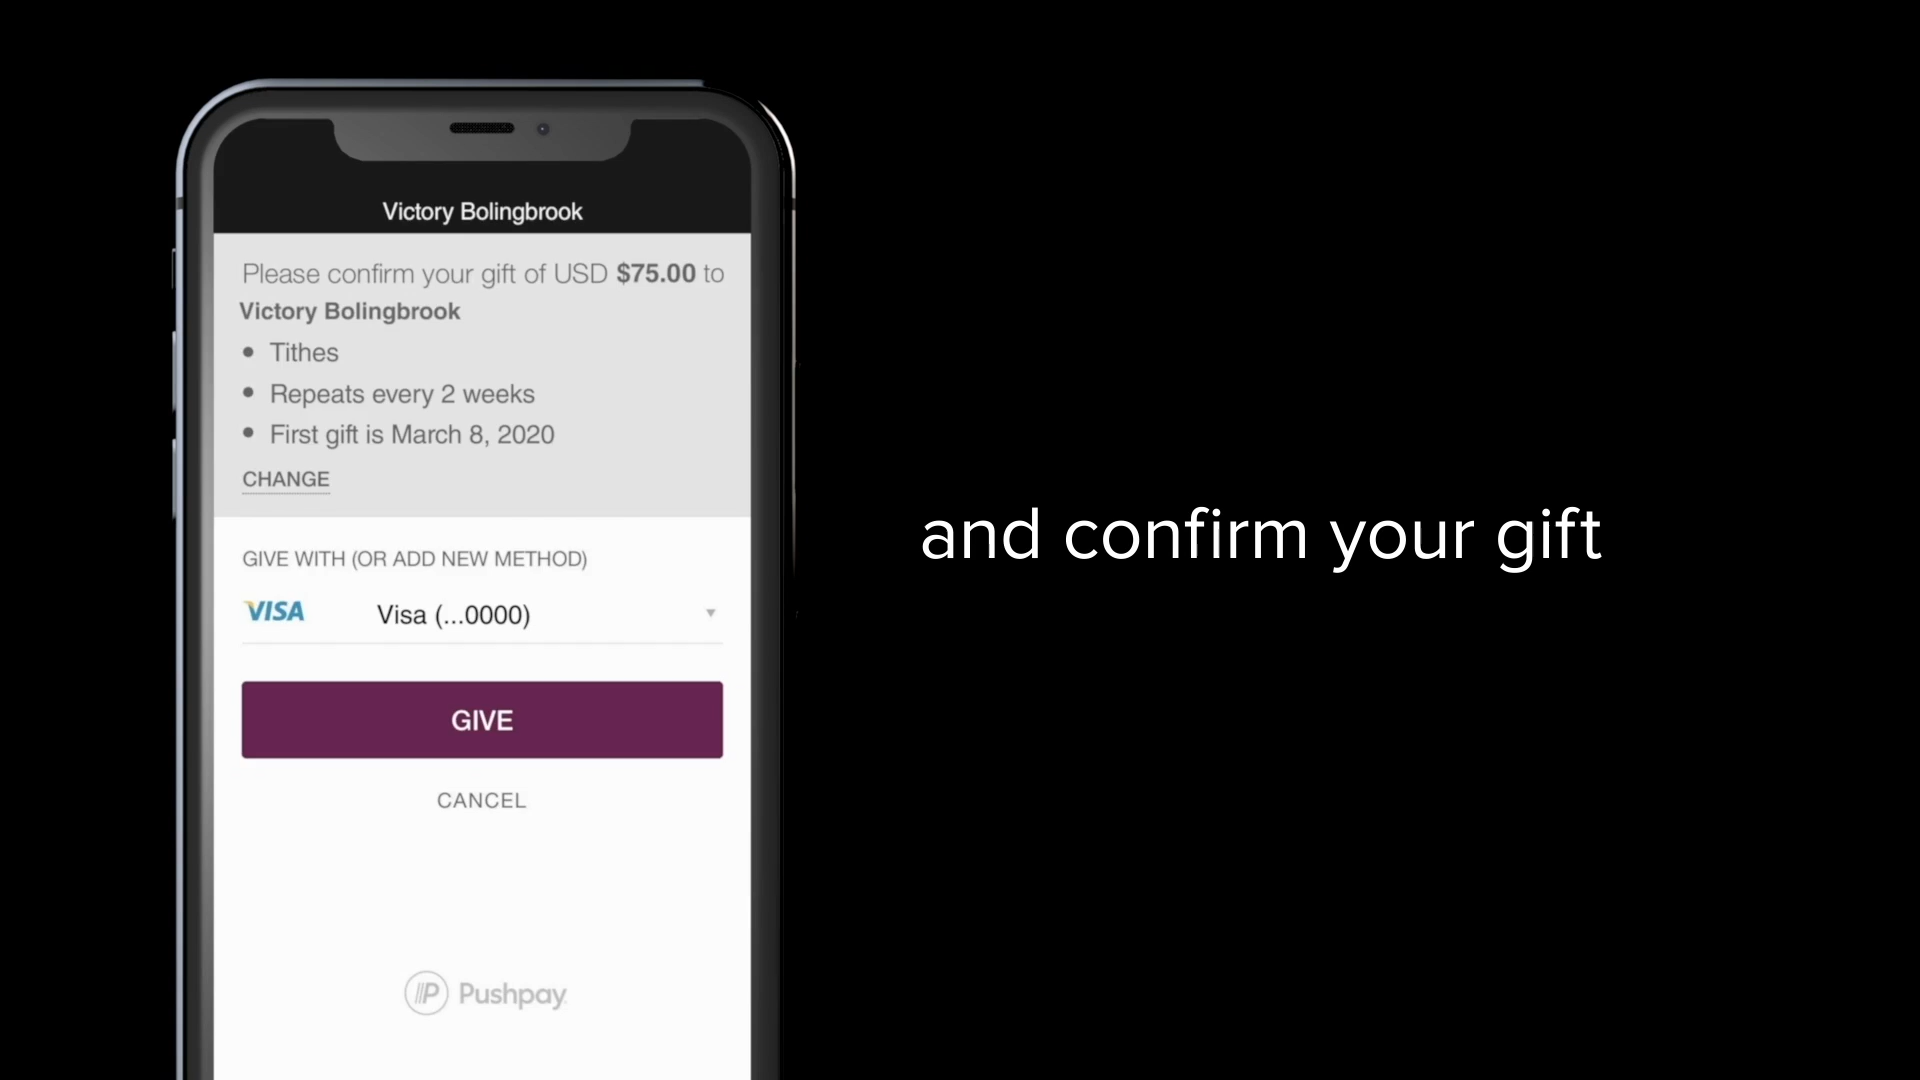 Victory Bolingbrook
Please confirm your gift of USD $75.00 to
Victory Bolingbrook
• Tithes
• Repeats every 2 weeks
• First gift is March 8, 2020
CHANGE
GIVE WITH (OR ADD NEW METHOD)
VISA Visa (...0000)
GIVE
CANCEL
Pushpay
and confirm your gift